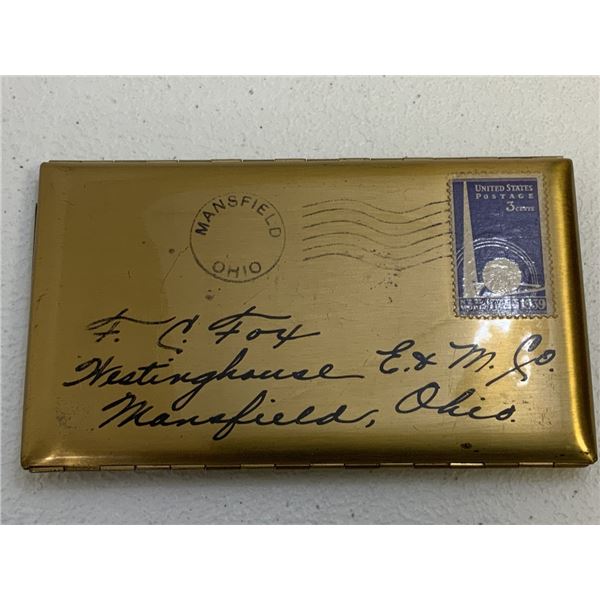 MANSFIELD
OHIO
UNITED STATES
POSTAGE
3 CENTS
1939
F. C. Fox
Westinghouse E. & M. Co.
Mansfield, Ohio.